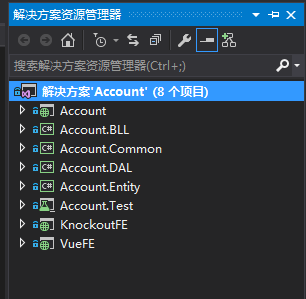 解决方案资源管理器
搜索解决方案资源管理器(Ctrl+;)
解决方案'Account' (8 个项目)
Account
C# Account.BLL
C# Account.Common
C# Account.DAL
C# Account.Entity
Account.Test
KnockoutFE
VueFE